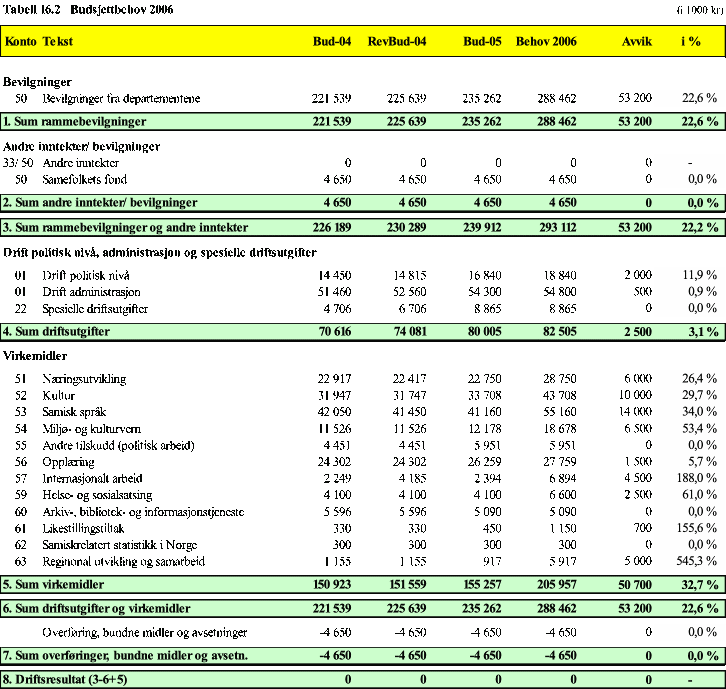 Tabell 16.2 Budsjettbehov 2006 (i 1000 kr)
Konto Tekst Bud-04 RevBud-04 Bud-05 Behov 2006 Avvik i %
Bevilgninger
50 Bevilgninger fra departementene 221 539 225 639 235 262 288 462 53 200 22,6 %
1. Sum rammebevilgninger 221 539 225 639 235 262 288 462 53 200 22,6 %
Andre inntekter/ bevilgninger
33/ 50 Andre inntekter 0 0 0 0 0 -
50 Samefolkets fond 4 650 4 650 4 650 4 650 0 0,0 %
2. Sum andre inntekter/ bevilgninger 4 650 4 650 4 650 4 650 0 0,0 %
3. Sum rammebevilgninger og andre inntekter 226 189 230 289 239 912 293 112 53 200 22,2 %
Drift politisk nivå, administrasjon og spesielle driftsutgifter
01 Drift politisk nivå 14 450 14 815 16 840 18 840 2 000 11,9 %
01 Drift administrasjon 51 460 52 560 54 300 54 800 500 0,9 %
22 Spesielle driftsutgifter 4 706 6 706 8 865 8 865 0 0,0 %
4. Sum driftsutgifter 70 616 74 081 80 005 82 505 2 500 3,1 %
Virkemidler
51 Næringsutvikling 22 917 22 417 22 750 28 750 6 000 26,4 %
52 Kultur 31 947 31 747 33 708 43 708 10 000 29,7 %
53 Samisk språk 42 050 41 450 41 160 55 160 14 000 34,0 %
54 Miljø- og kulturvern 11 526 11 526 12 178 18 678 6 500 53,4 %
55 Andre tilskudd (politisk arbeid) 4 451 4 451 5 951 5 951 0 0,0 %
56 Opplæring 24 302 24 302 26 259 27 759 1 500 5,7 %
57 Internasjonalt arbeid 2 249 4 185 2 394 6 894 4 500 188,0 %
59 Helse- og sosialsatsing 4 100 4 100 4 100 6 600 2 500 61,0 %
60 Arkiv-, bibliotek- og informasjonstjeneste 5 596 5 596 5 090 5 090 0 0,0 %
61 Likestillingstiltak 330 330 450 1 150 700 155,6 %
62 Samiskrelatert statistikk i Norge 300 300 300 300 0 0,0 %
63 Regional utvikling og samarbeid 1 155 1 155 917 5 917 5 000 545,3 %
5. Sum virkemidler 150 923 151 559 155 257 205 957 50 700 32,7 %
6. Sum driftsutgifter og virkemidler 221 539 225 639 235 262 288 462 53 200 22,6 %
Overføring, bundne midler og avsetninger -4 650 -4 650 -4 650 -4 650 0 0,0 %
7. Sum overføringer, bundne midler og avsetn. -4 650 -4 650 -4 650 -4 650 0 0,0 %
8. Driftsresultat (3-6+5) 0 0 0 0 0 -